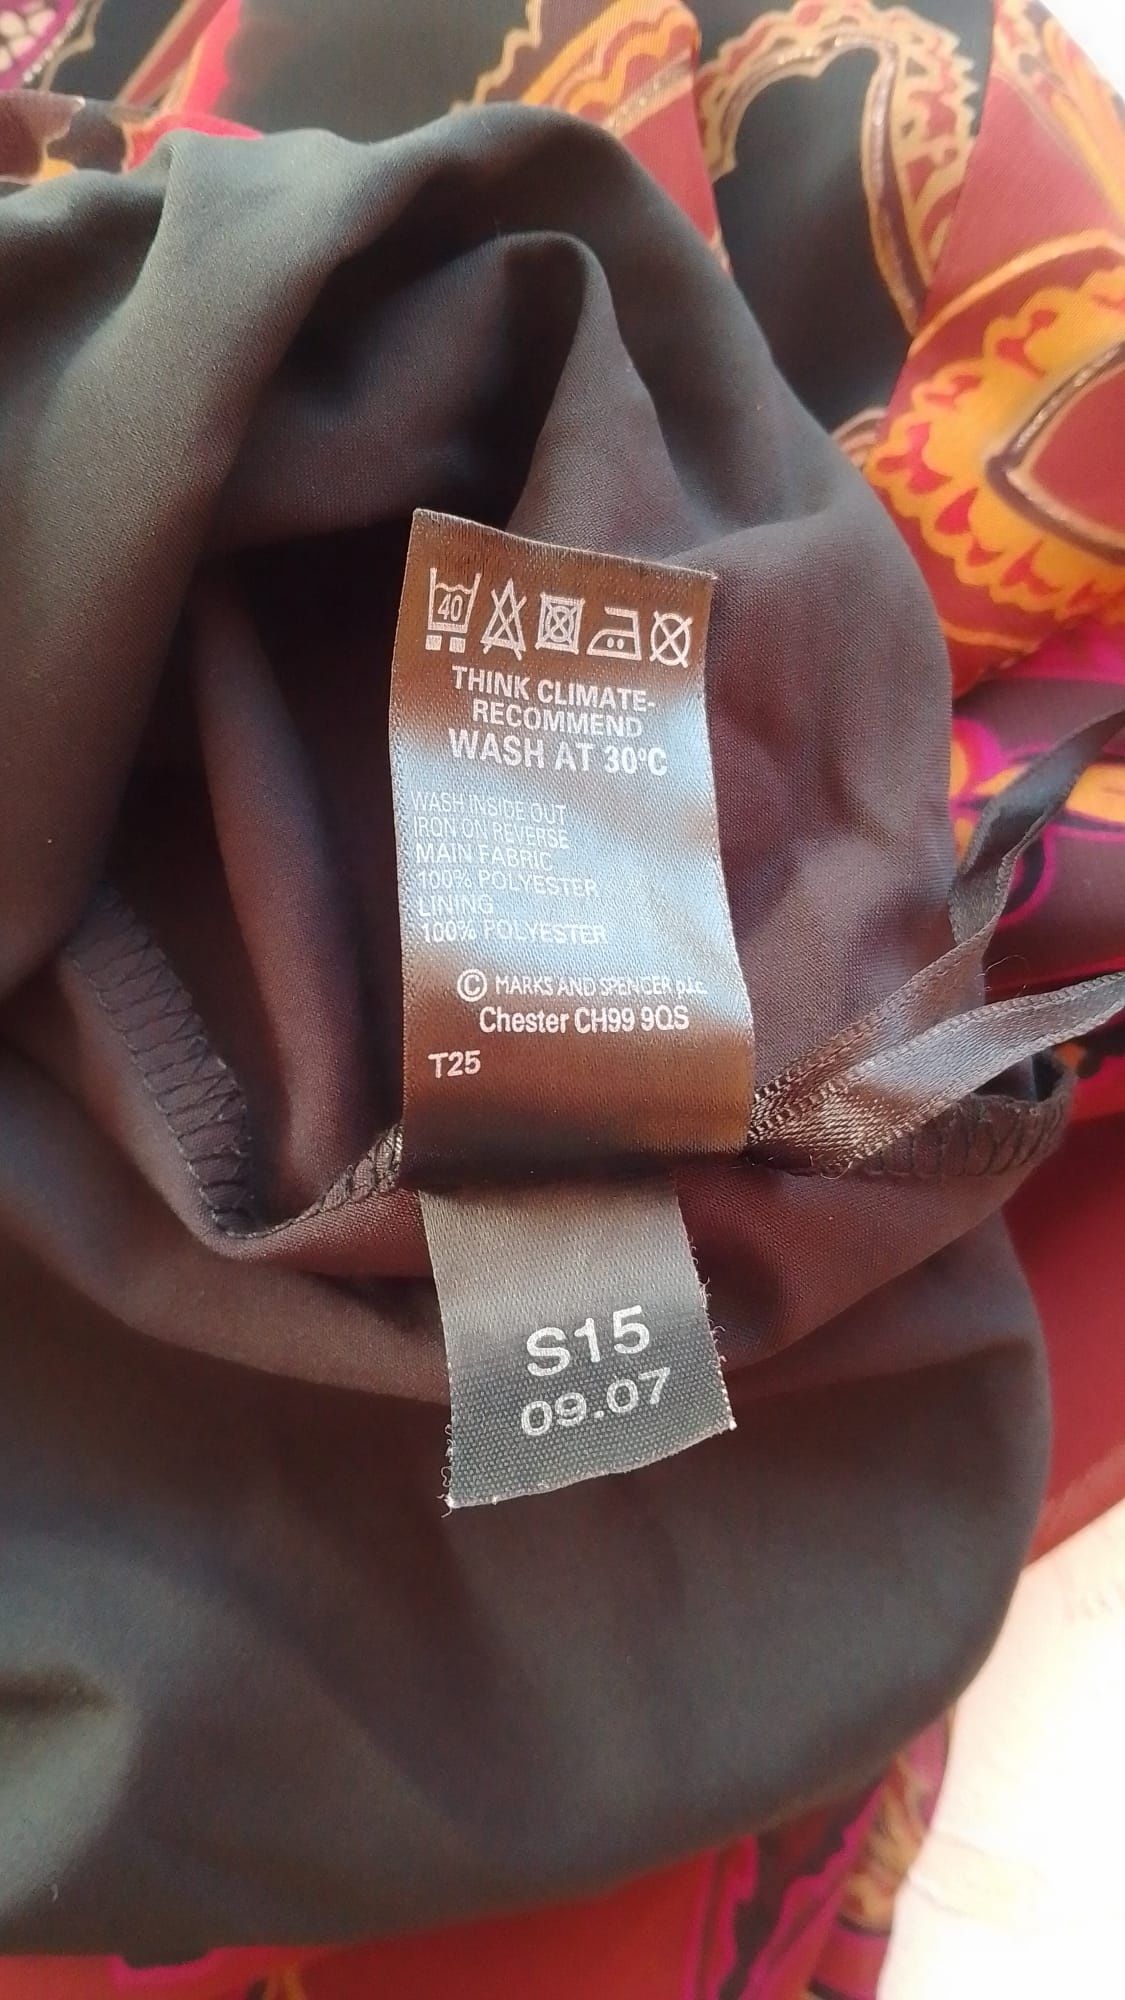 40
THINK CLIMATE-
RECOMMEND
WASH AT 30°C
WASH INSIDE OUT
IRON ON REVERSE
MAIN FABRIC
100% POLYESTER
LINING
100% POLYESTER
© MARKS AND SPENCER p.l.c.
Chester CH99 9QS
T25
S15
09.07